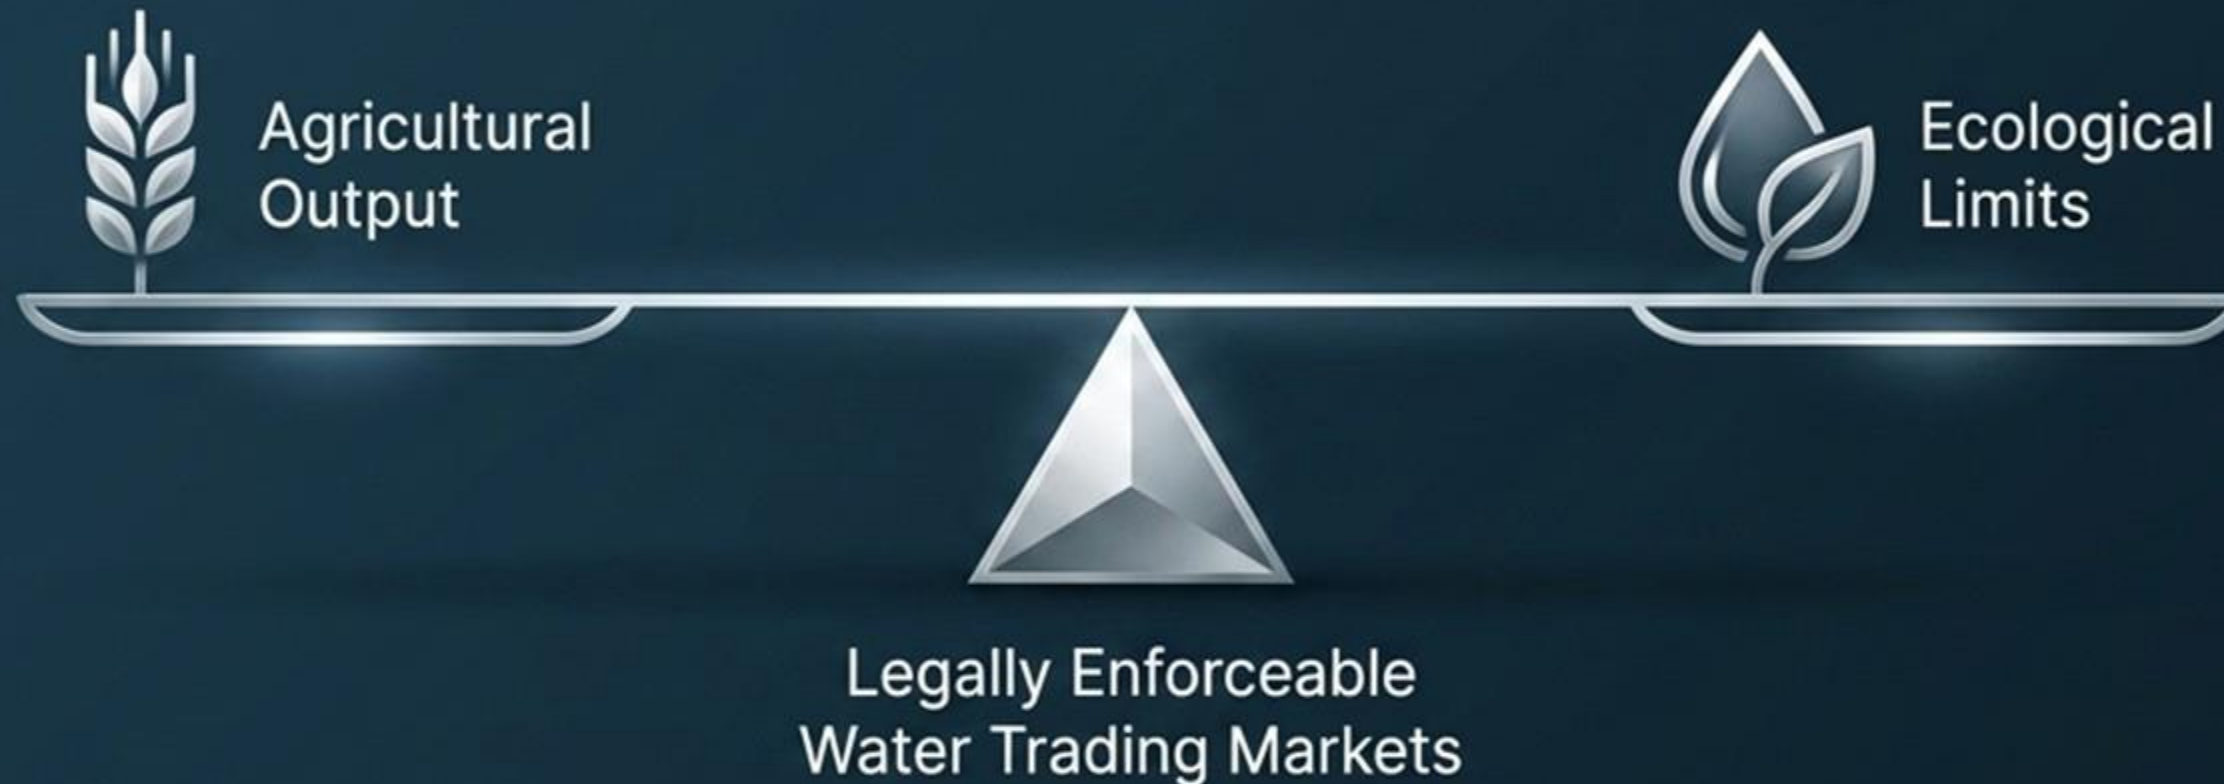 Agricultural
Output
Ecological
Limits
Legally Enforceable
Water Trading Markets